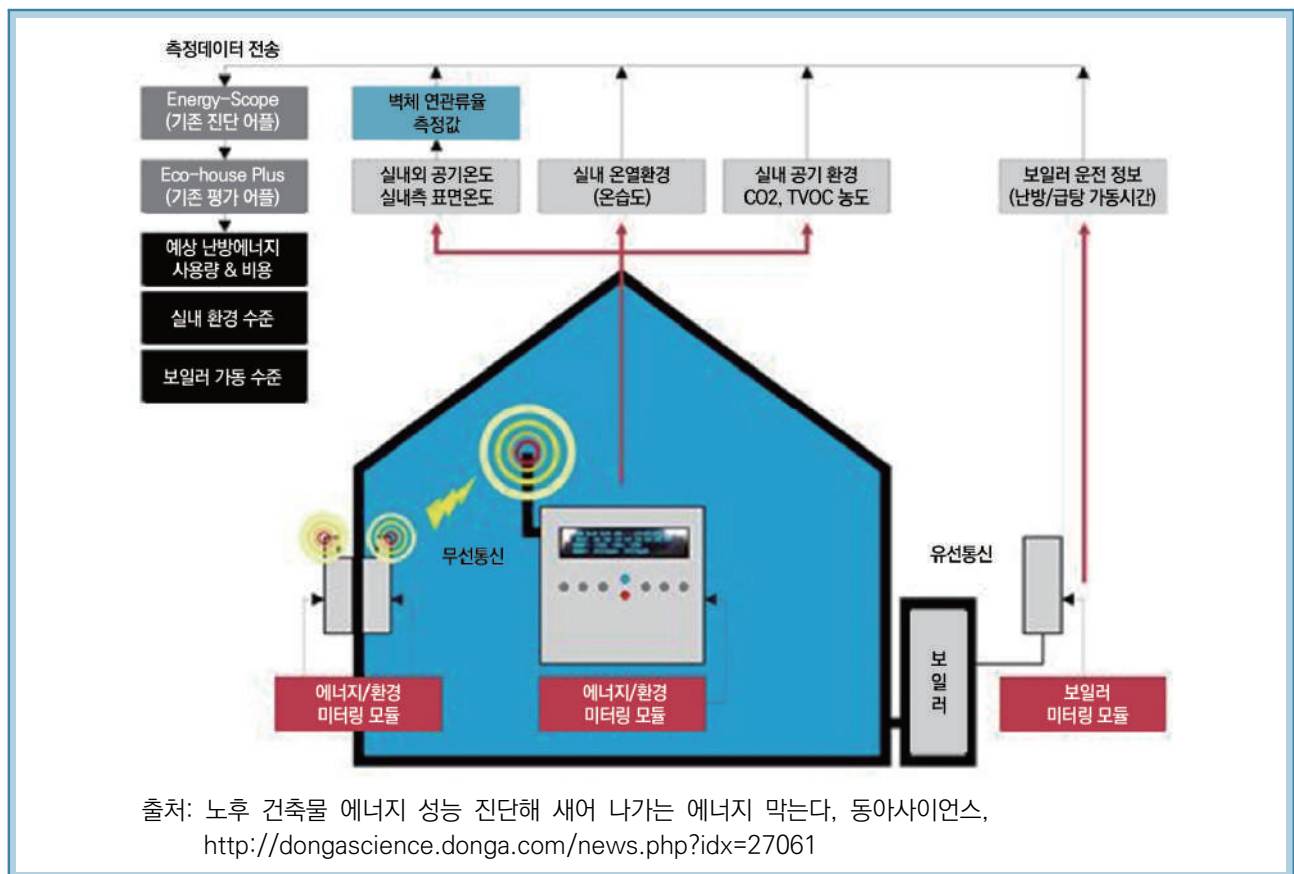 측정데이터 전송
Energy-Scope
(기존 진단 어플)
벽체 연관류율
측정값
Eco-house Plus
(기존 평가 어플)
실내외 공기온도
실내측 표면온도
실내 온열환경
(온습도)
실내 공기 환경
CO2, TVOC 농도
보일러 운전 정보
(난방/급탕 가동시간)
예상 난방에너지
사용량 & 비용
실내 환경 수준
보일러 가동 수준
무선통신
유선통신
보
일
러
에너지/환경
미터링 모듈
에너지/환경
미터링 모듈
보일러
미터링 모듈
출처: 노후 건축물 에너지 성능 진단해 새어 나가는 에너지 막는다, 동아사이언스,
http://dongascience.donga.com/news.php?idx=27061